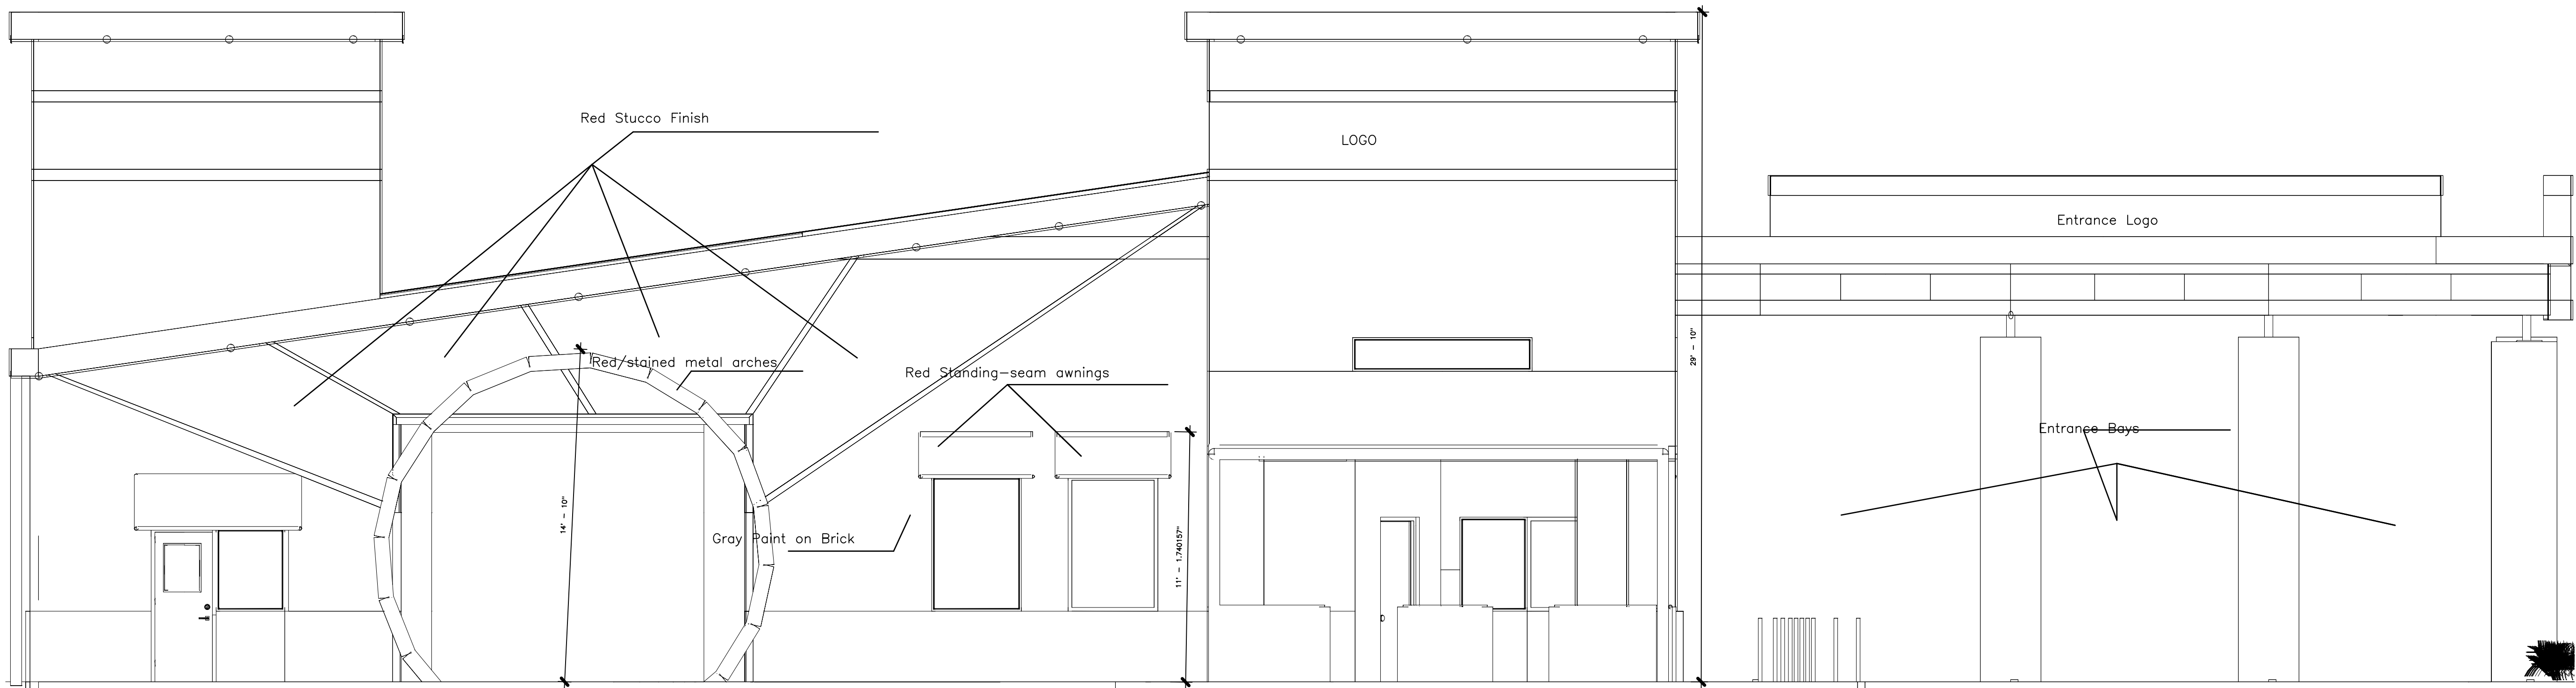 Red Stucco Finish
LOGO
Entrance Logo
29' - 10"
Red/stained metal arches
Red Standing-seam awnings
Entrance Bays
14' - 10"
Gray Paint on Brick
11' - 1.740157"